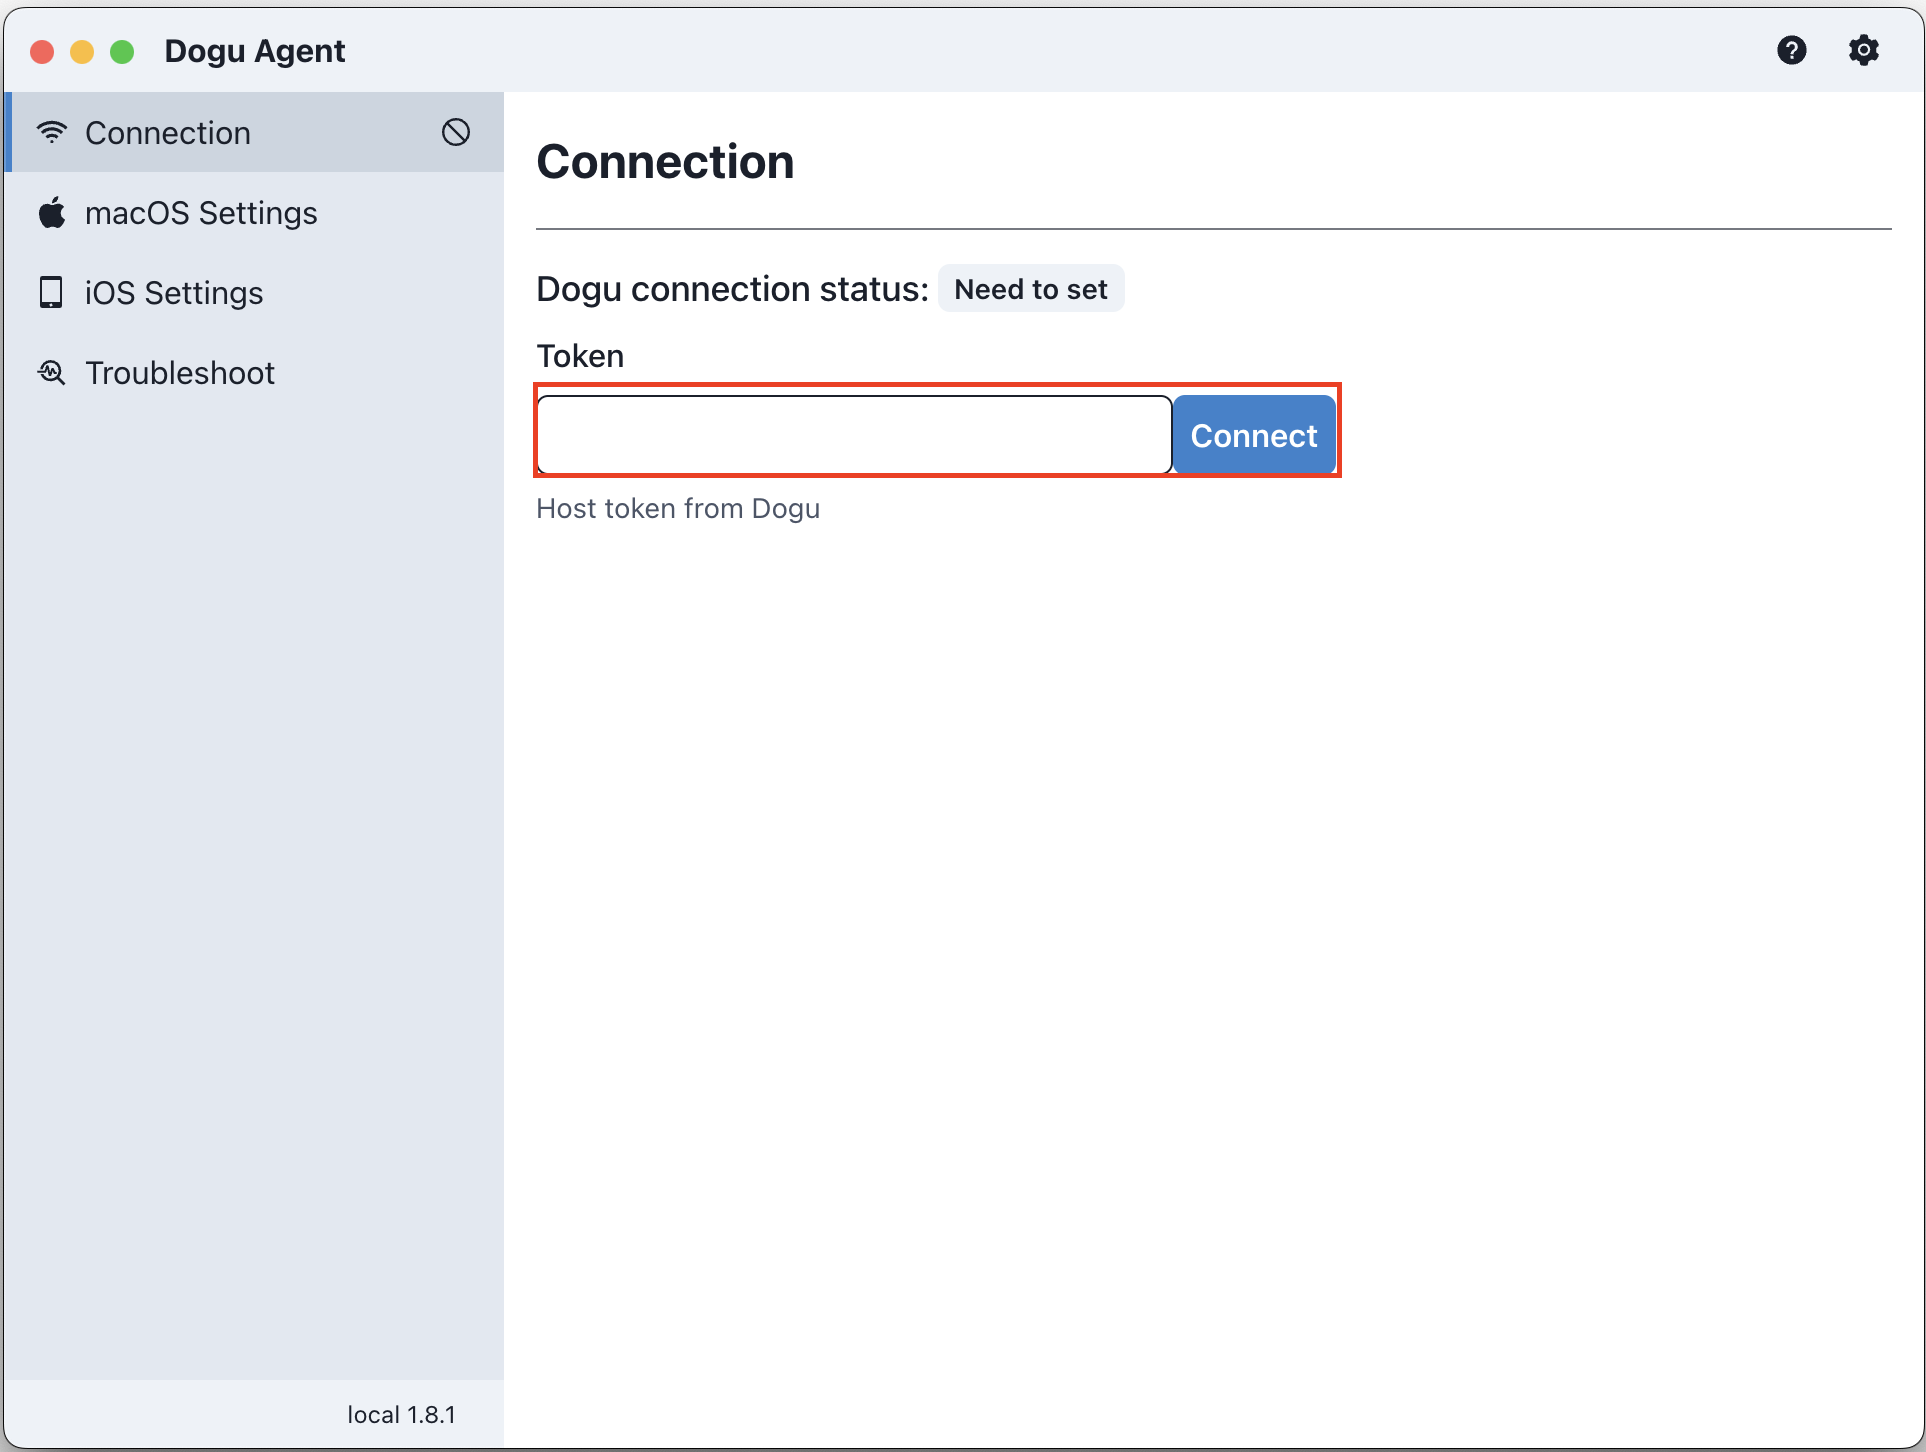 Dogu Agent
Connection
macOS Settings
iOS Settings
Troubleshoot
local 1.8.1
Connection
Dogu connection status: Need to set
Token
Connect
Host token from Dogu